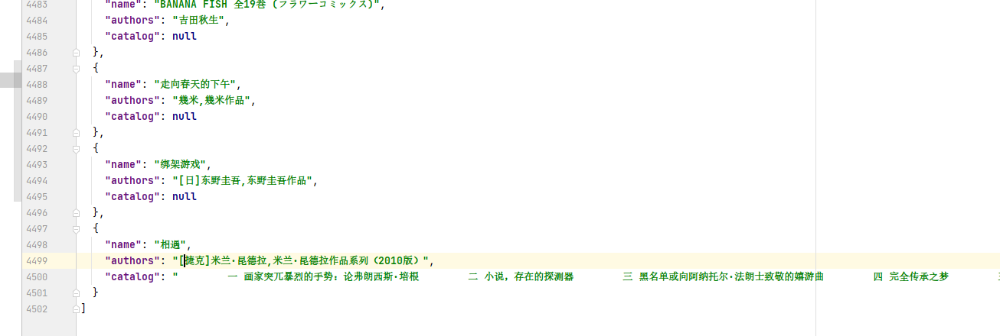 4483 "name": "BANANA FISH 全19巻 (フラワーコミックス)",
4484 "authors": "吉田秋生",
4485 "catalog": null
4486 },
4487 {
4488 "name": "走向春天的下午",
4489 "authors": "幾米,幾米作品",
4490 "catalog": null
4491 },
4492 {
4493 "name": "绑架游戏",
4494 "authors": "[日]东野圭吾,东野圭吾作品",
4495 "catalog": null
4496 },
4497 {
4498 "name": "相遇",
4499 "authors": "[捷克]米兰·昆德拉,米兰·昆德拉作品系列（2010版）",
4500 "catalog": " 一 画家突兀暴烈的手势：论弗朗西斯·培根 二 小说，存在的探测器 三 黑名单或向阿纳托尔·法朗士致敬的嬉游曲 四 完全传承之梦
4501 }
4502 ]